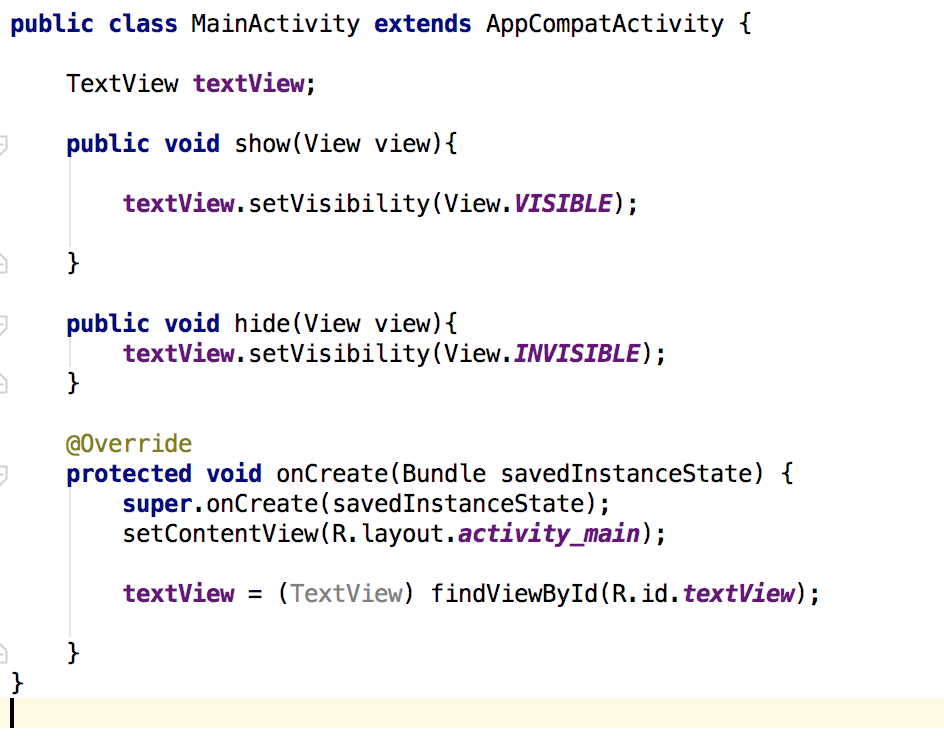 public class MainActivity extends AppCompatActivity {
TextView textView;
public void show(View view){
textView.setVisibility(View.VISIBLE);
}
public void hide(View view){
textView.setVisibility(View.INVISIBLE);
}
@Override
protected void onCreate(Bundle savedInstanceState) {
super.onCreate(savedInstanceState);
setContentView(R.layout.activity_main);
textView = (TextView) findViewById(R.id.textView);
}
}